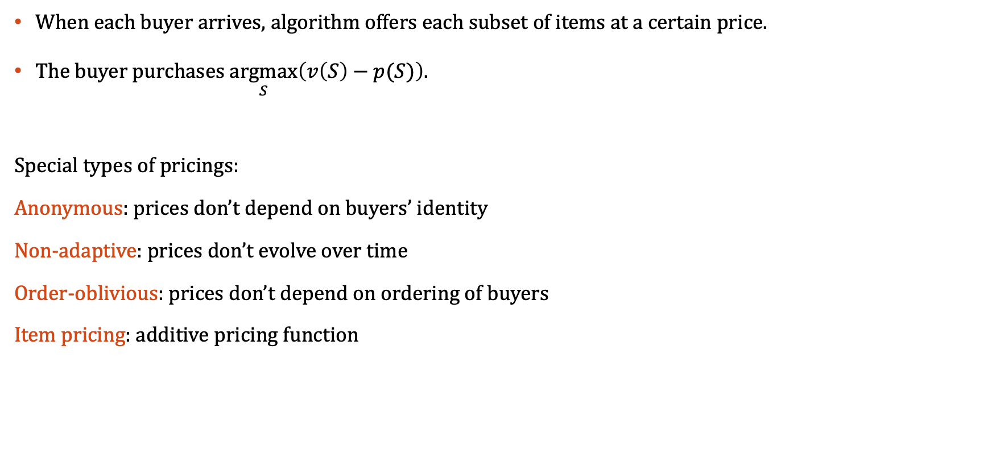 • When each buyer arrives, algorithm offers each subset of items at a certain price.
• The buyer purchases argmax(𝑣(𝑆) − 𝑝(𝑆)).
𝑆
Special types of pricings:
Anonymous: prices don’t depend on buyers’ identity
Non-adaptive: prices don’t evolve over time
Order-oblivious: prices don’t depend on ordering of buyers
Item pricing: additive pricing function